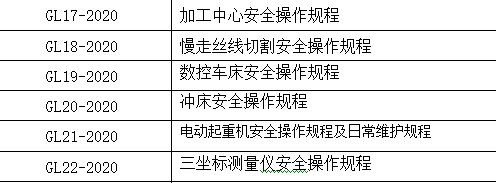 GL17-2020 加工中心安全操作规程
GL18-2020 慢走丝线切割安全操作规程
GL19-2020 数控车床安全操作规程
GL20-2020 冲床安全操作规程
GL21-2020 电动起重机安全操作规程及日常维护规程
GL22-2020 三坐标测量仪安全操作规程